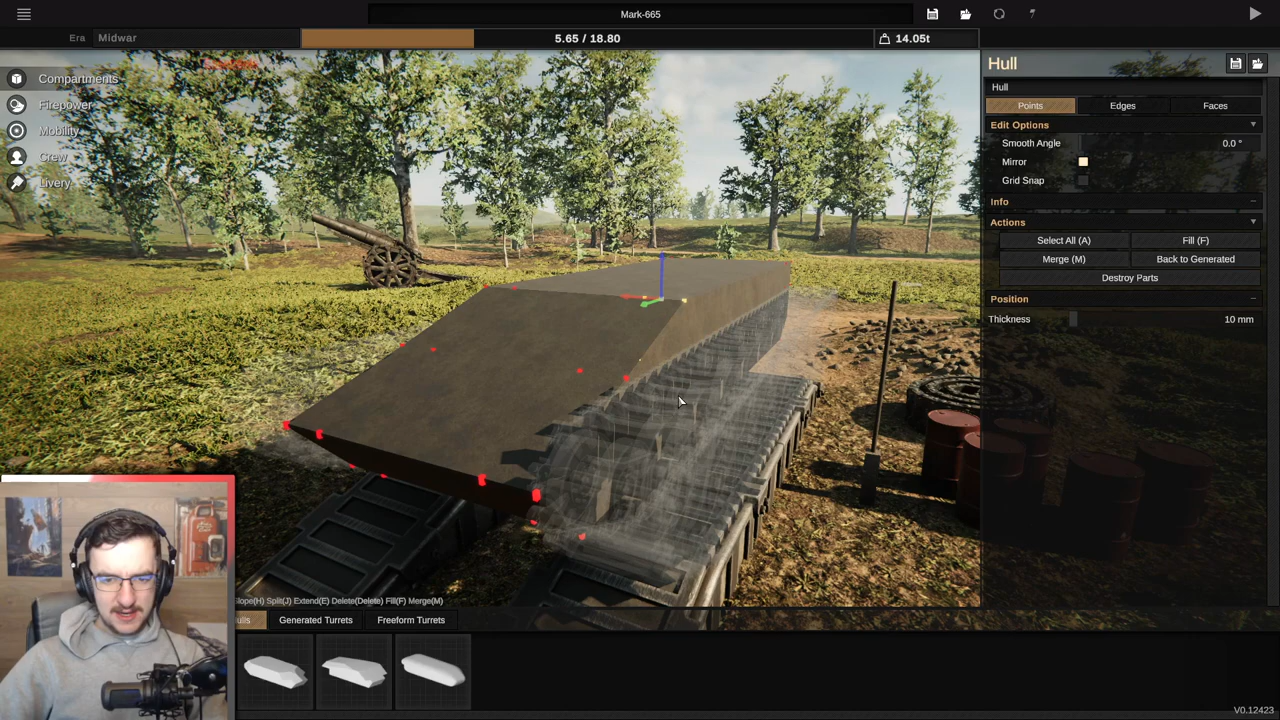 Mark-665
Era Midwar 5.65 / 18.80 14.05t
Compartments
Firepower
Mobility
Crew
Livery
Hull
Hull
Points Edges Faces
Edit Options
Smooth Angle 0.0 °
Mirror
Grid Snap
Info
Actions
Select All (A) Fill (F)
Merge (M) Back to Generated
Destroy Parts
Position
Thickness 10 mm
Split(J) Extend(E) Delete(Delete) Fill(F) Merge(M)
Generated Turrets Freeform Turrets
V0.12423